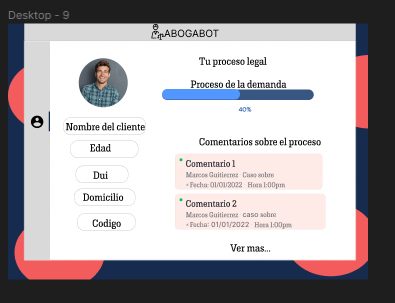 Desktop - 9
ABOGABOT
Tu proceso legal
Proceso de la demanda
40%
Nombre del cliente
Edad
Dui
Domicilio
Codigo
Comentarios sobre el proceso
Comentario 1
Marcos Guitierrez Caso sobre
Fecha: 01/01/2022 Hora 1:00pm
Comentario 2
Marcos Guitierrez caso sobre
Fecha: 01/01/2022 Hora 1:00pm
Ver mas...